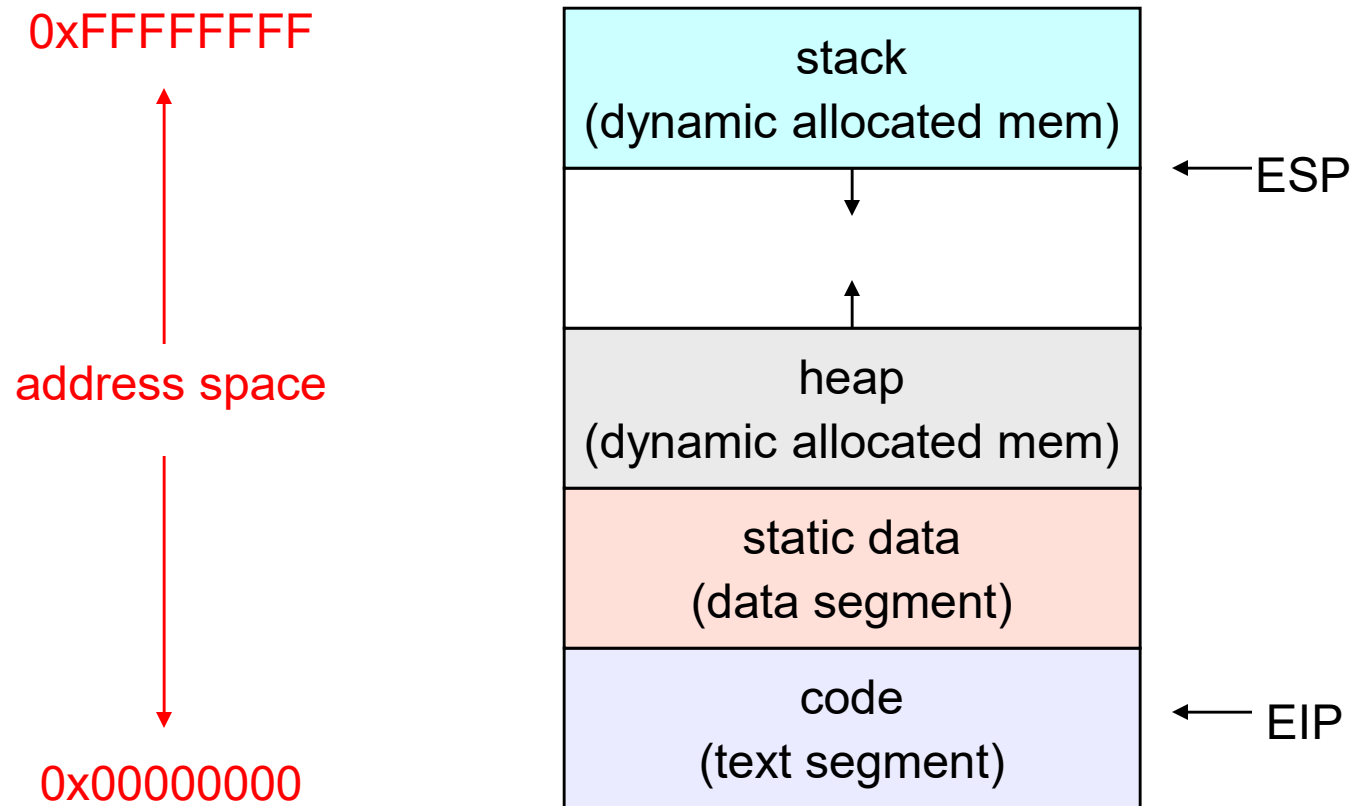 0xFFFFFFFF
stack
(dynamic allocated mem)
ESP
address space
heap
(dynamic allocated mem)
static data
(data segment)
code
(text segment)
EIP
0x00000000